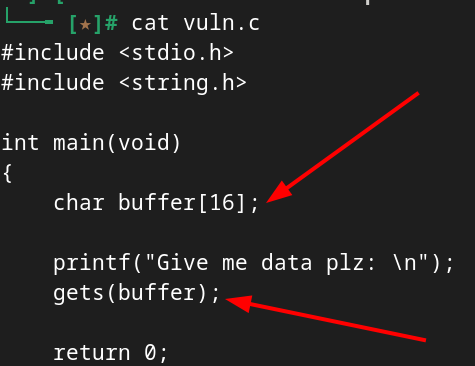 [★]# cat vuln.c
#include <stdio.h>
#include <string.h>
int main(void)
{
    char buffer[16];
    printf("Give me data plz: \n");
    gets(buffer);
    return 0;